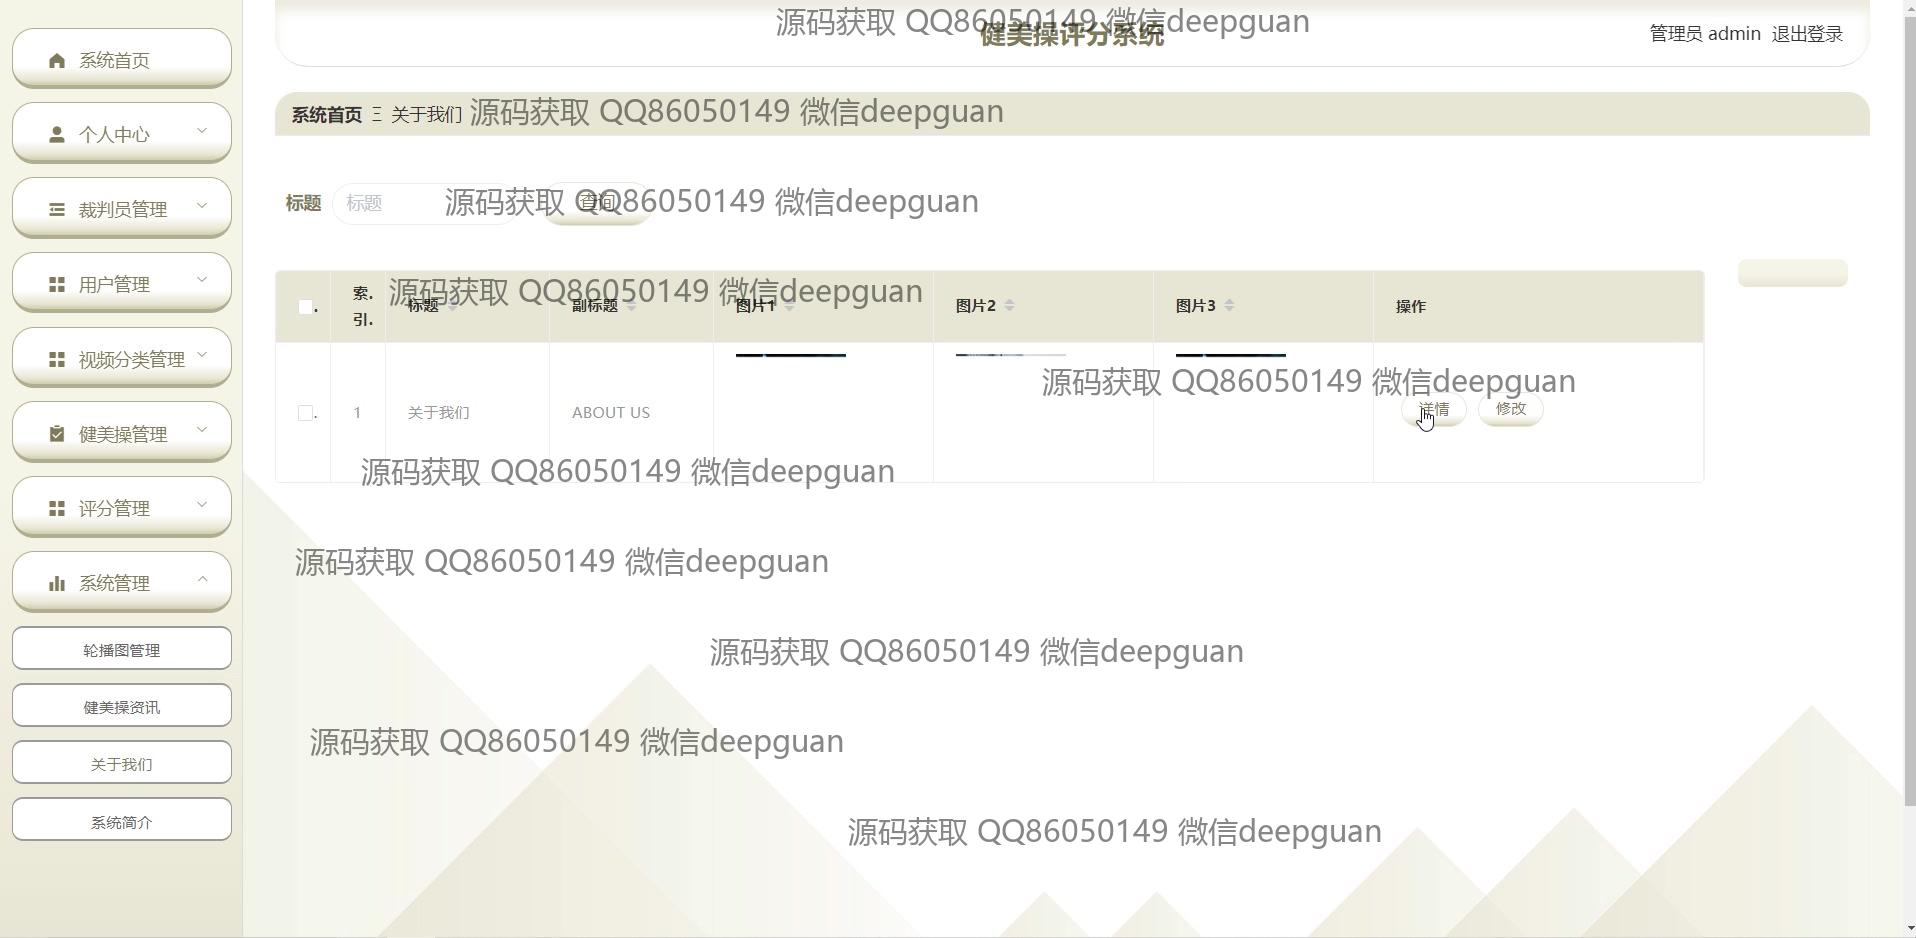 源码获取 QQ86050149 微信deepguan
健美操评分系统
管理员 admin 退出登录
系统首页 Ξ 关于我们
源码获取 QQ86050149 微信deepguan
标题 标题 查询
源码获取 QQ86050149 微信deepguan
源码获取 QQ86050149 微信deepguan
索. 引. 标题 副标题 图片1 图片2 图片3 操作
源码获取 QQ86050149 微信deepguan
1 关于我们 ABOUT US 详情 修改
源码获取 QQ86050149 微信deepguan
源码获取 QQ86050149 微信deepguan
源码获取 QQ86050149 微信deepguan
源码获取 QQ86050149 微信deepguan
源码获取 QQ86050149 微信deepguan
系统首页
个人中心
裁判员管理
用户管理
视频分类管理
健美操管理
评分管理
系统管理
轮播图管理
健美操资讯
关于我们
系统简介